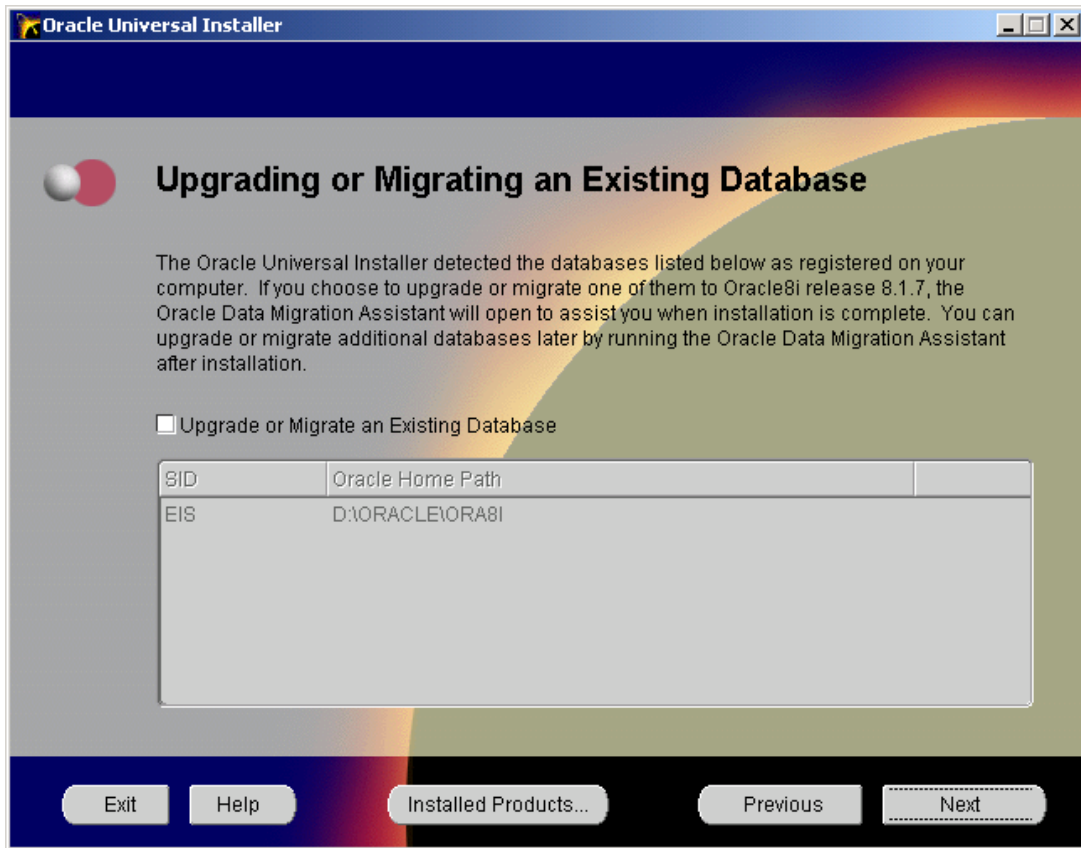 Oracle Universal Installer
Upgrading or Migrating an Existing Database
The Oracle Universal Installer detected the databases listed below as registered on your
computer. If you choose to upgrade or migrate one of them to Oracle8i release 8.1.7, the
Oracle Data Migration Assistant will open to assist you when installation is complete. You can
upgrade or migrate additional databases later by running the Oracle Data Migration Assistant
after installation.
Upgrade or Migrate an Existing Database
SID Oracle Home Path
EIS D:\ORACLE\ORA8I
Exit Help Installed Products... Previous Next